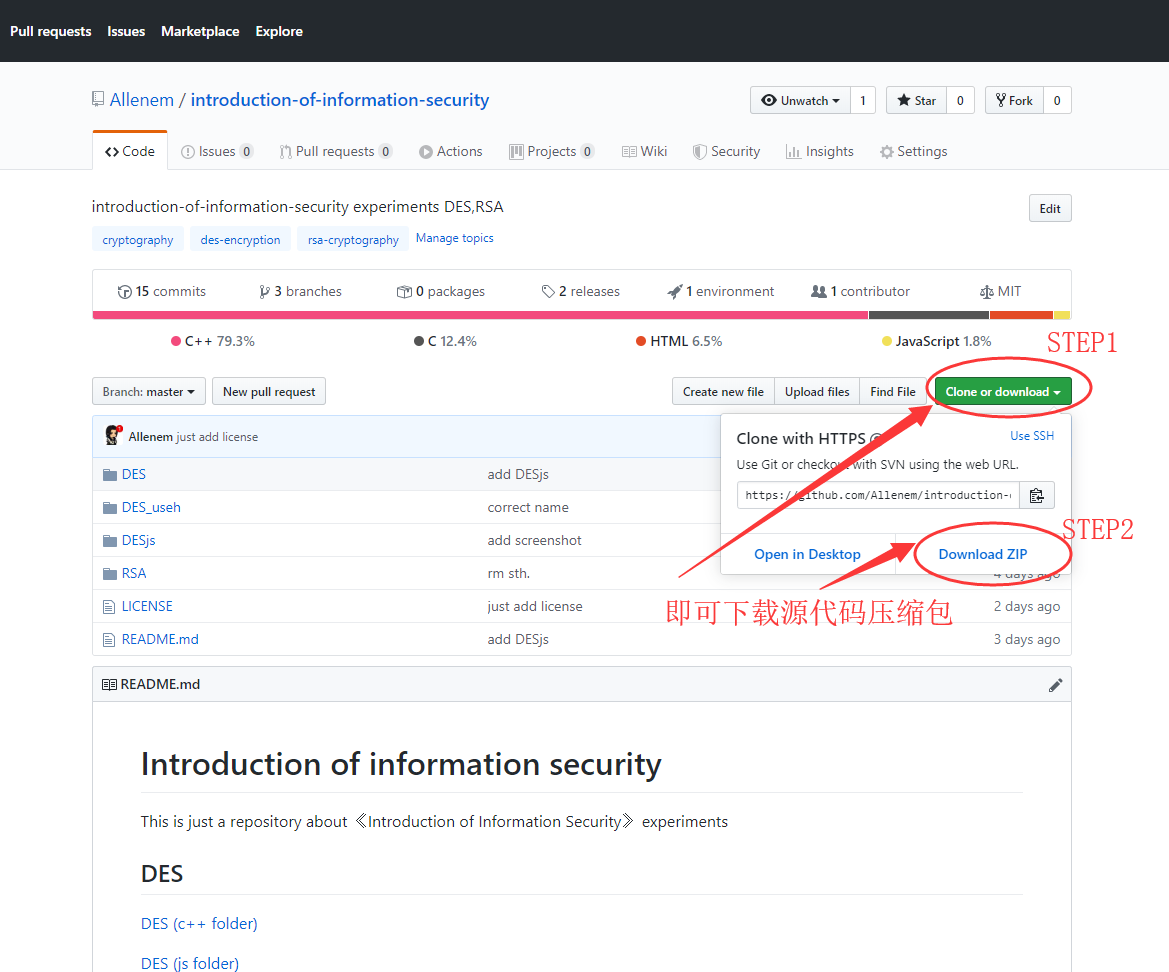 Pull requests Issues Marketplace Explore
Allenem / introduction-of-information-security
Unwatch 1 Star 0 Fork 0
Code Issues 0 Pull requests 0 Actions Projects 0 Wiki Security Insights Settings
introduction-of-information-security experiments DES,RSA
Edit
cryptography des-encryption rsa-cryptography Manage topics
15 commits 3 branches 0 packages 2 releases 1 environment 1 contributor MIT
C++ 79.3% C 12.4% HTML 6.5% JavaScript 1.8%
STEP1
Branch: master New pull request Create new file Upload files Find File Clone or download
Allenem just add license
Clone with HTTPS Use SSH
Use Git or checkout with SVN using the web URL.
https://github.com/Allenem/introduction-
DES add DESjs
DES_useh correct name
DESjs add screenshot
STEP2
Open in Desktop Download ZIP
RSA rm sth. 4 days ago
即可下载源代码压缩包
LICENSE just add license 2 days ago
README.md add DESjs 3 days ago
README.md
Introduction of information security
This is just a repository about 《Introduction of Information Security》 experiments
DES
DES (c++ folder)
DES (js folder)